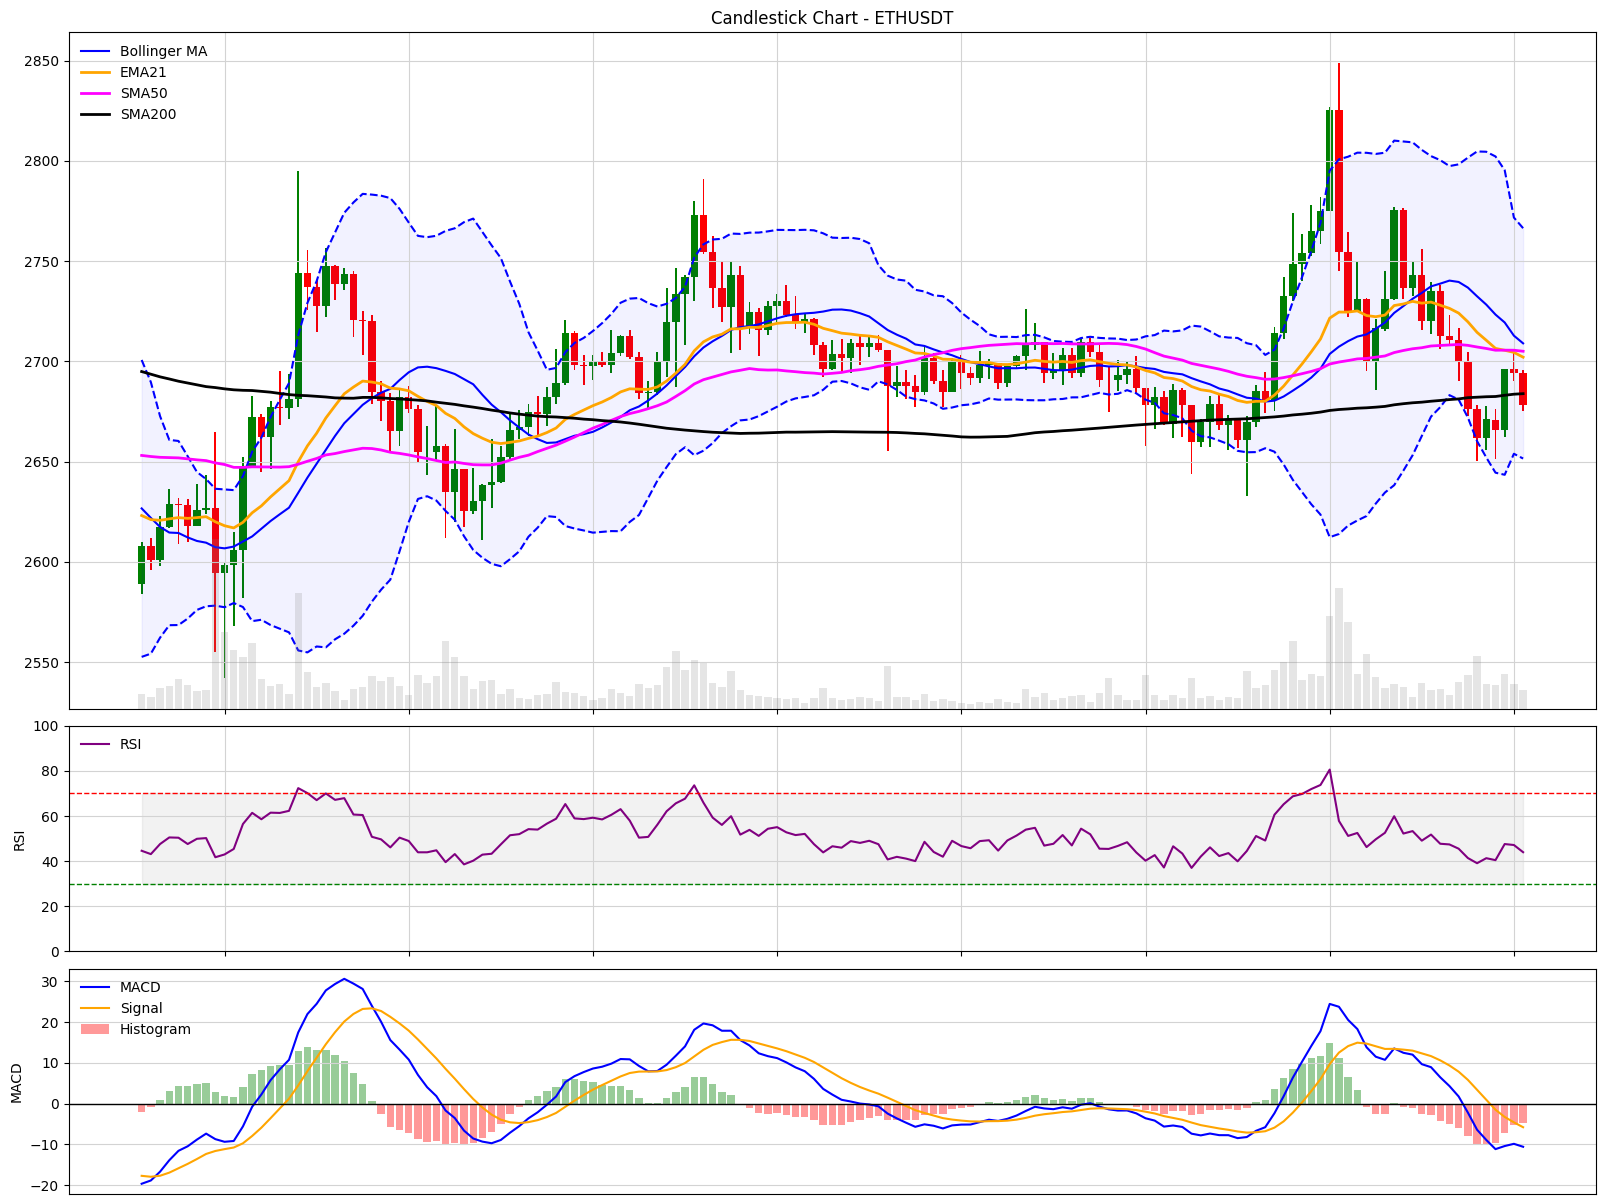 Candlestick Chart - ETHUSDT
Bollinger MA
EMA21
SMA50
SMA200
2850
2800
2750
2700
2650
2600
2550
RSI
100
80
60
40
20
0
RSI
MACD
Signal
Histogram
30
20
10
0
−10
−20
MACD